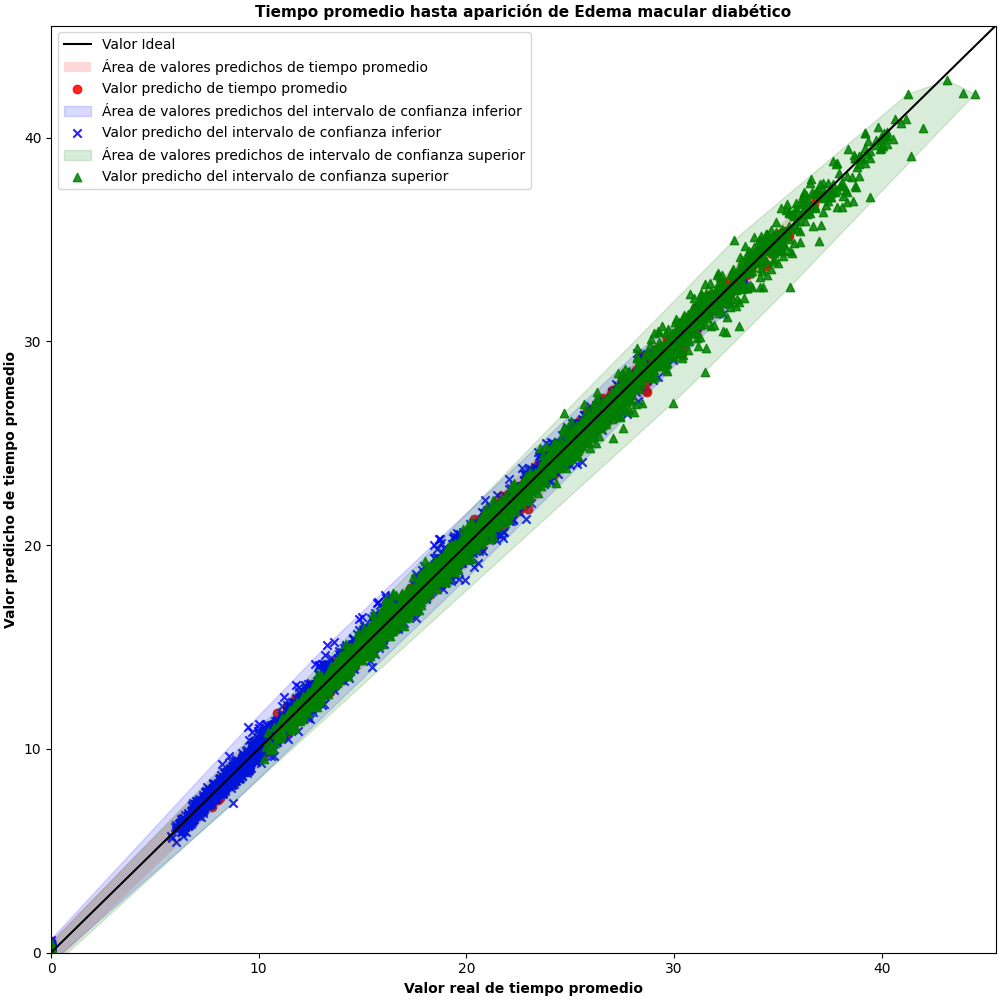 Tiempo promedio hasta aparición de Edema macular diabético
Valor Ideal
Área de valores predichos de tiempo promedio
Valor predicho de tiempo promedio
Área de valores predichos del intervalo de confianza inferior
Valor predicho del intervalo de confianza inferior
Área de valores predichos de intervalo de confianza superior
Valor predicho del intervalo de confianza superior
Valor predicho de tiempo promedio
40
30
20
10
0
0 10 20 30 40
Valor real de tiempo promedio